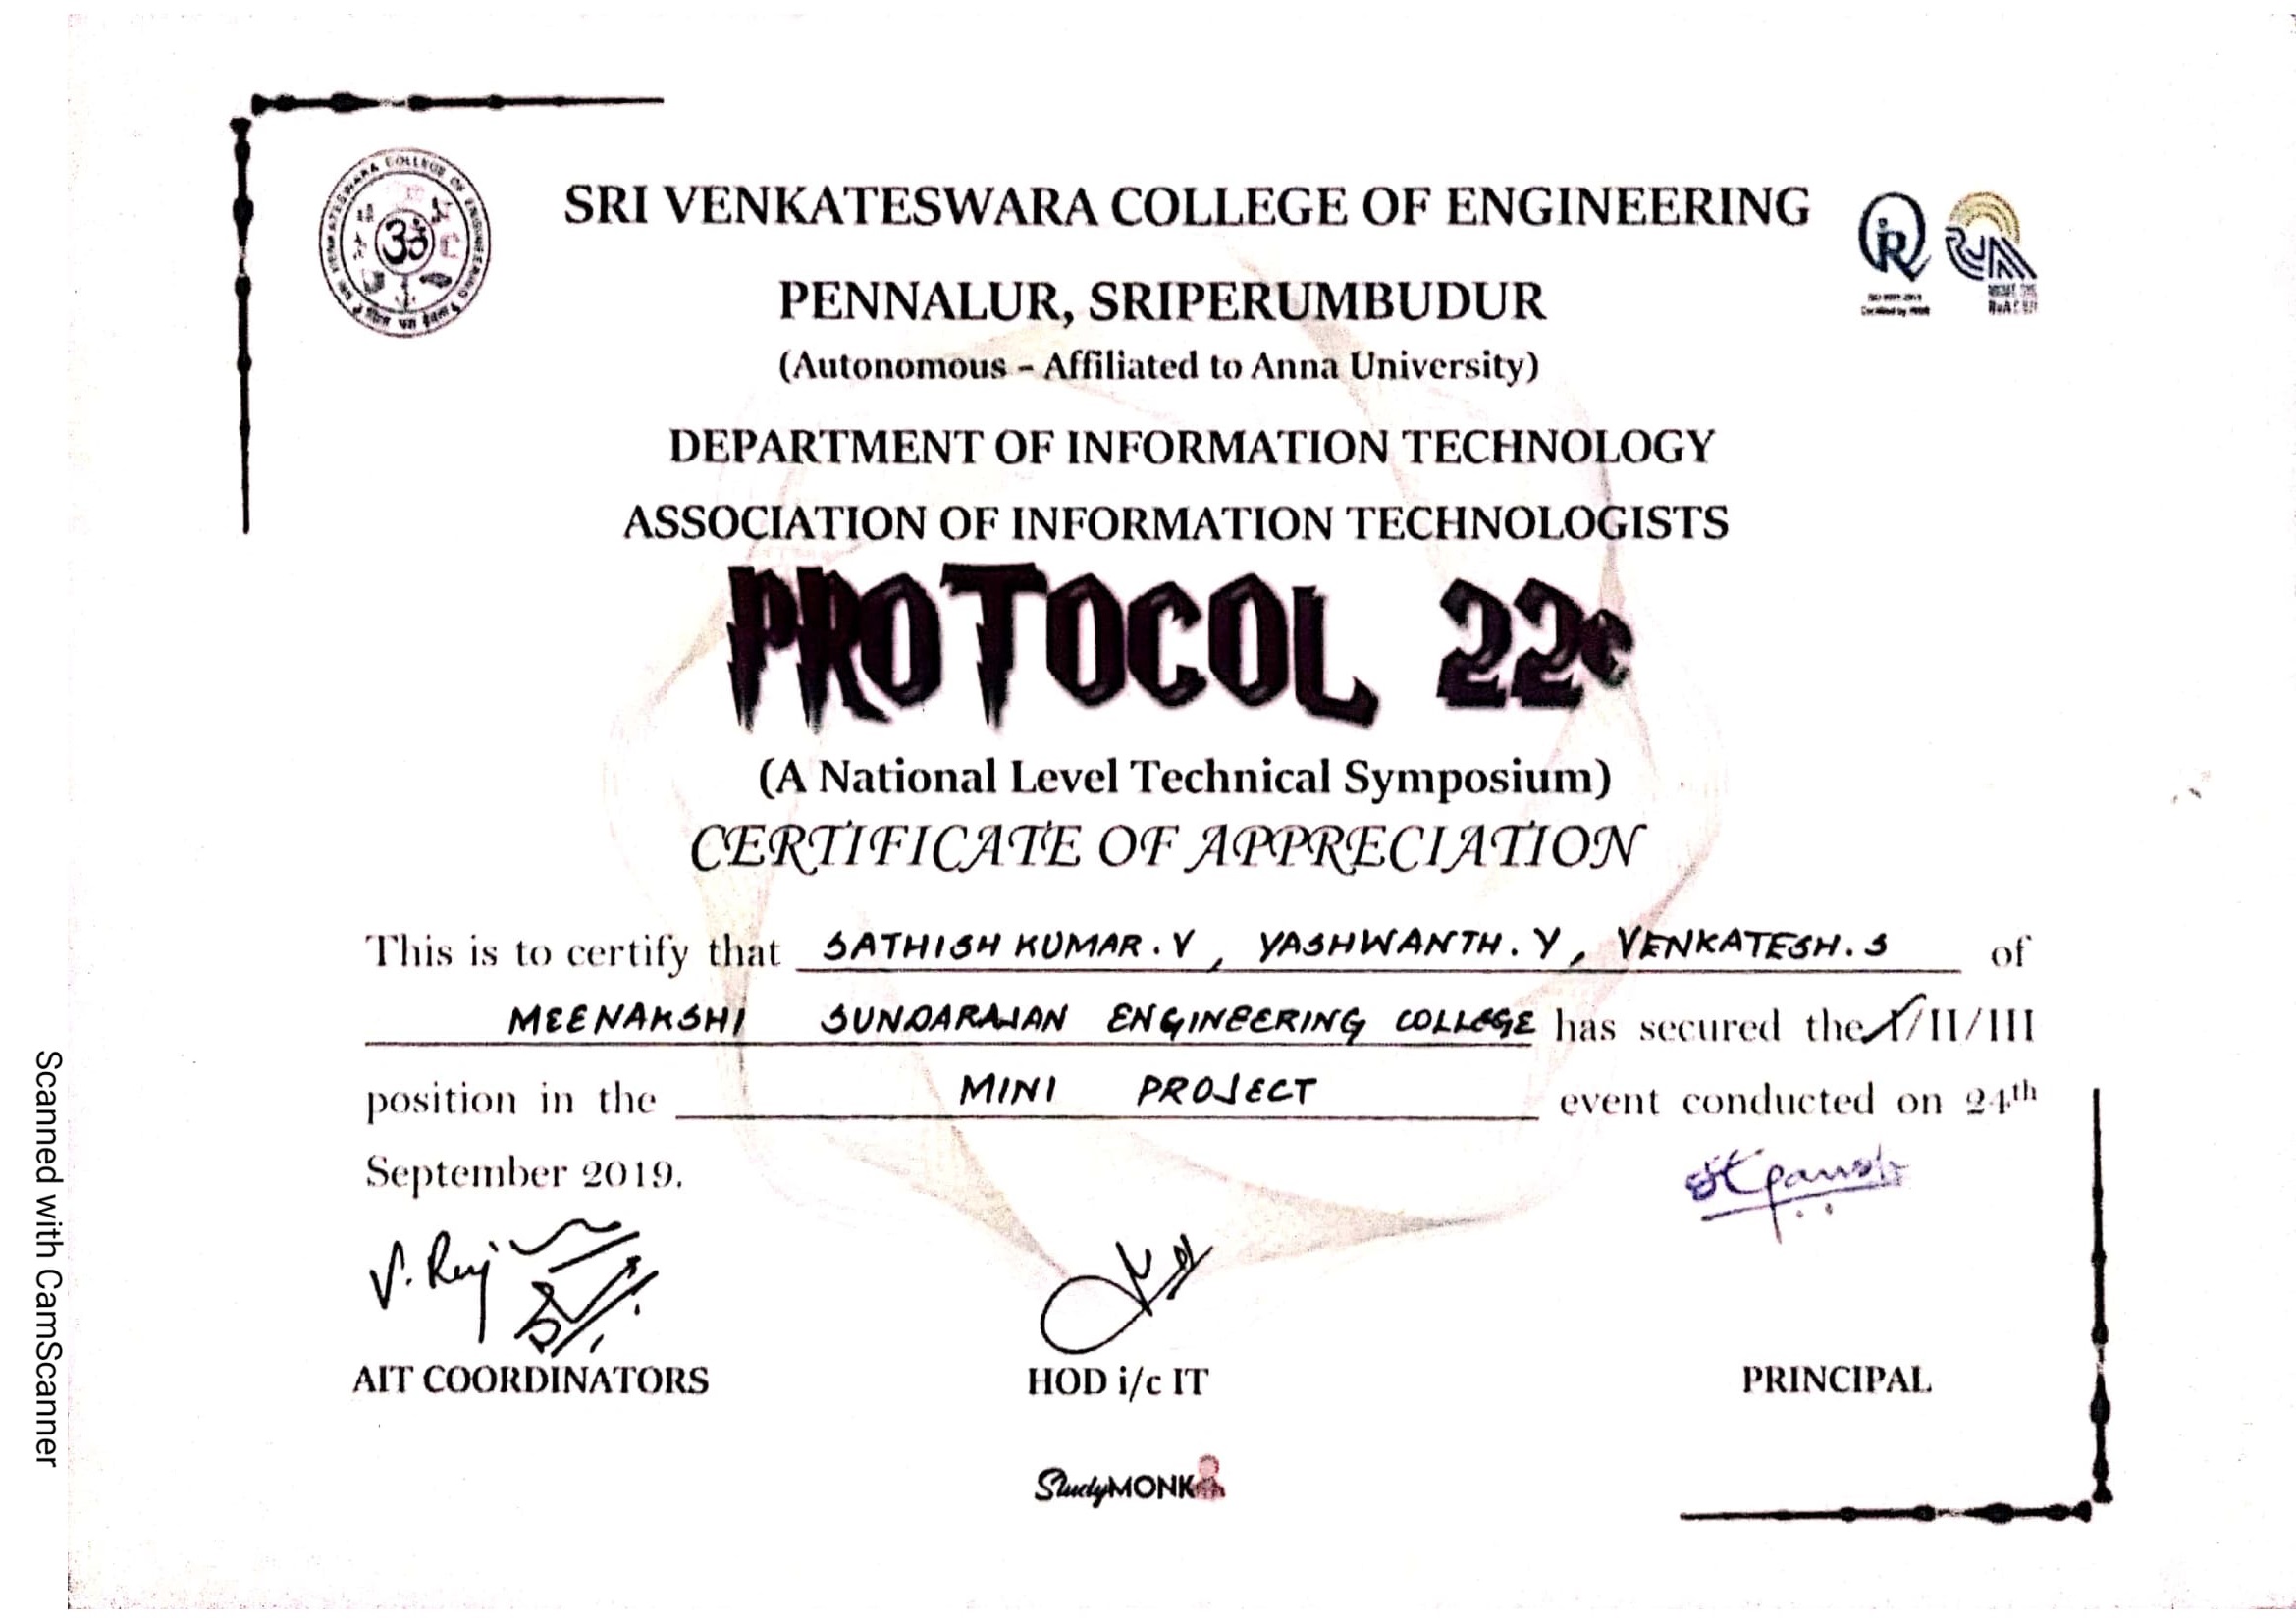 SRI VENKATESWARA COLLEGE OF ENGINEERING
PENNALUR, SRIPERUMBUDUR
(Autonomous - Affiliated to Anna University)
DEPARTMENT OF INFORMATION TECHNOLOGY
ASSOCIATION OF INFORMATION TECHNOLOGISTS
PROTOCOL 22c
(A National Level Technical Symposium)
CERTIFICATE OF APPRECIATION
This is to certify that SATHISH KUMAR. V, YASHWANTH. Y, VENKATESH. S of
MEENAKSHI SUNDARAJAN ENGINEERING COLLEGE has secured the I/II/III
position in the MINI PROJECT event conducted on 24th
September 2019.
V. Raj
AIT COORDINATORS
HOD i/c IT
PRINCIPAL
StudyMONK
Scanned with CamScanner